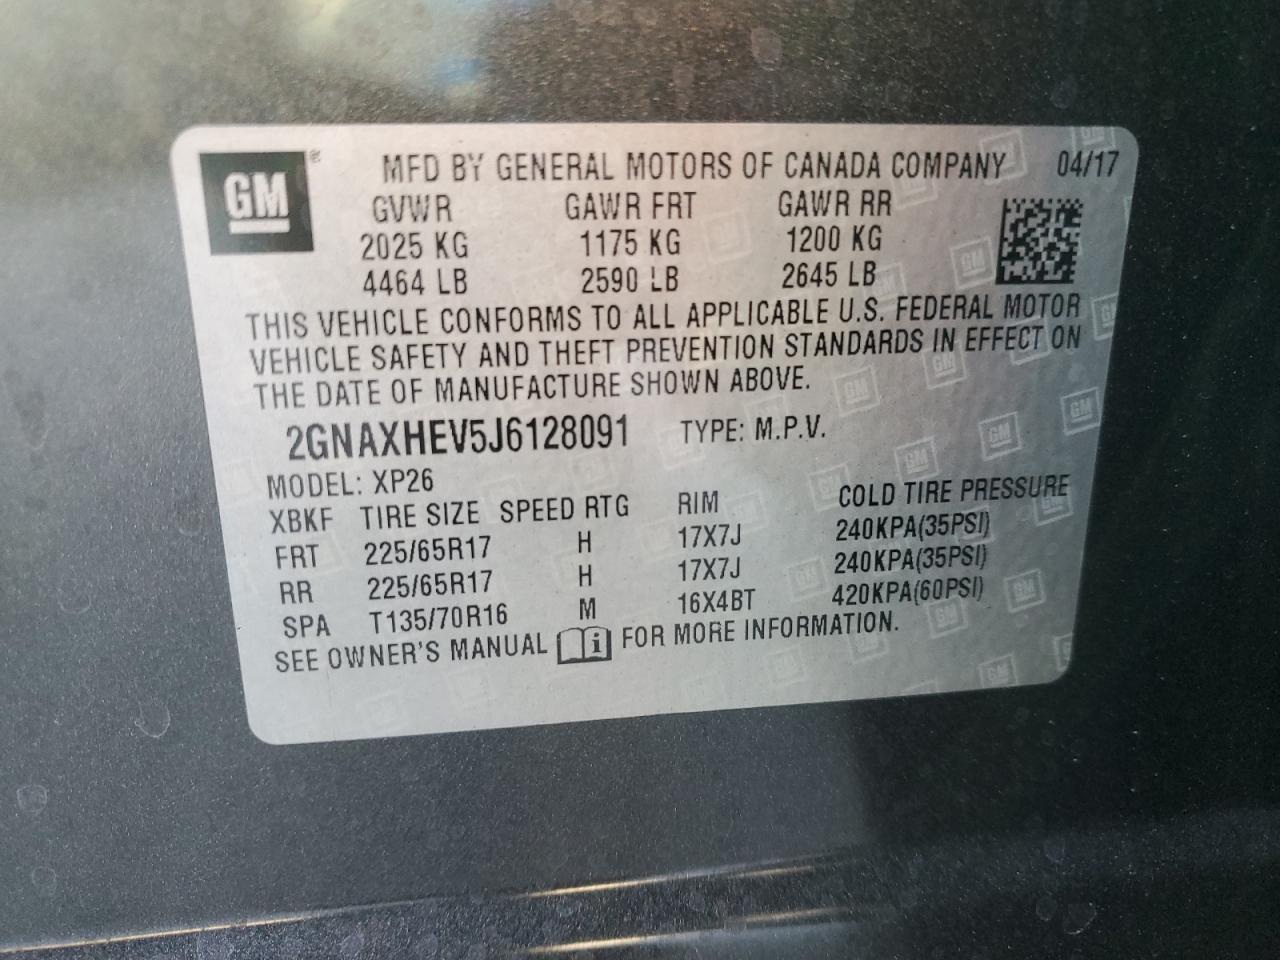 GM ® MFD BY GENERAL MOTORS OF CANADA COMPANY 04/17
GVWR GAWR FRT GAWR RR
2025 KG 1175 KG 1200 KG
4464 LB 2590 LB 2645 LB
THIS VEHICLE CONFORMS TO ALL APPLICABLE U.S. FEDERAL MOTOR
VEHICLE SAFETY AND THEFT PREVENTION STANDARDS IN EFFECT ON
THE DATE OF MANUFACTURE SHOWN ABOVE.
2GNAXHEV5J6128091 TYPE: M.P.V.
MODEL: XP26
XBKF TIRE SIZE SPEED RTG RIM COLD TIRE PRESSURE
FRT 225/65R17 H 17X7J 240KPA(35PSI)
RR 225/65R17 H 17X7J 240KPA(35PSI)
SPA T135/70R16 M 16X4BT 420KPA(60PSI)
SEE OWNER'S MANUAL i FOR MORE INFORMATION.